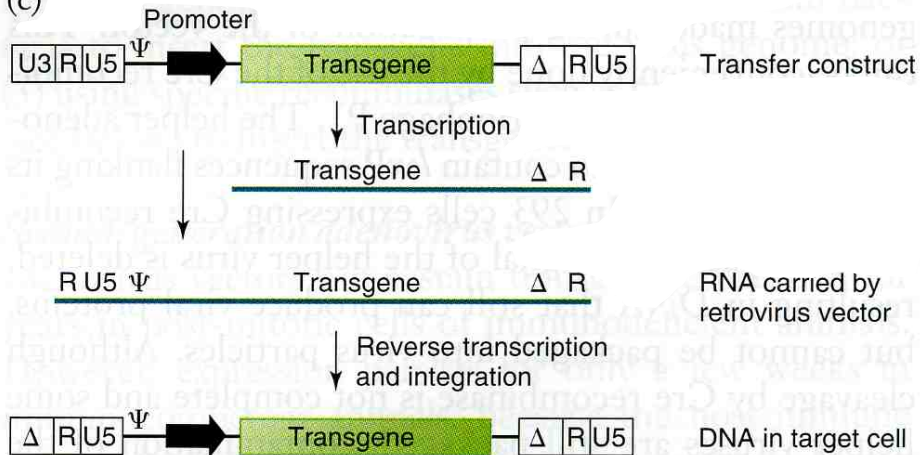 (c)
Promoter
U3 R U5 Ψ Transgene Δ R U5 Transfer construct
Transcription
Transgene Δ R
R U5 Ψ Transgene Δ R RNA carried by
retrovirus vector
Reverse transcription
and integration
Δ R U5 Ψ Transgene Δ R U5 DNA in target cell